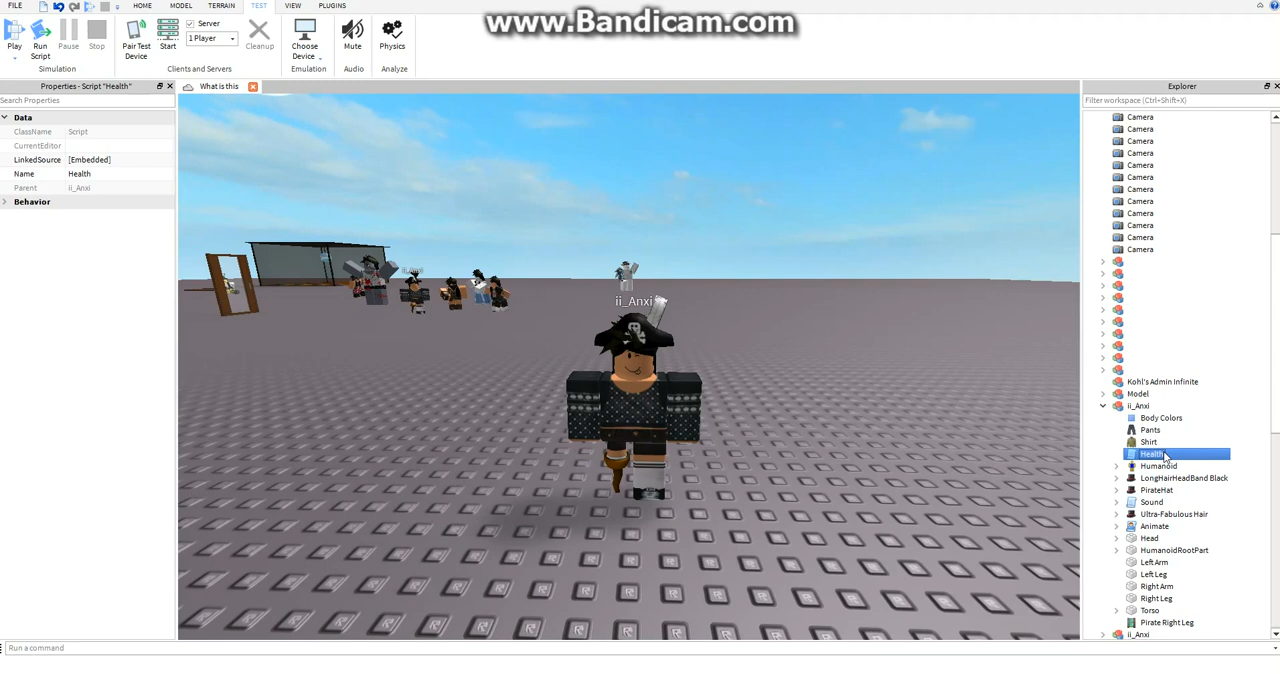 FILE HOME MODEL TERRAIN TEST VIEW PLUGINS
www.Bandicam.com
Play Run Script Pause Stop
Simulation
Pair Test Device Start Server 1 Player Cleanup
Clients and Servers
Choose Device
Emulation
Mute
Audio
Physics
Analyze
Properties - Script "Health"
Search Properties
Data
ClassName Script
CurrentEditor
LinkedSource [Embedded]
Name Health
Parent ii_Anxi
Behavior
What is this
ii_Anxi
Explorer
Filter workspace (Ctrl+Shift+X)
Camera
Camera
Camera
Camera
Camera
Camera
Camera
Camera
Camera
Camera
Camera
Camera
Kohl's Admin Infinite
Model
ii_Anxi
Body Colors
Pants
Shirt
Health
Humanoid
LongHairHeadBand Black
PirateHat
Sound
Ultra-Fabulous Hair
Animate
Head
HumanoidRootPart
Left Arm
Left Leg
Right Arm
Right Leg
Torso
Pirate Right Leg
ii_Anxi
Run a command